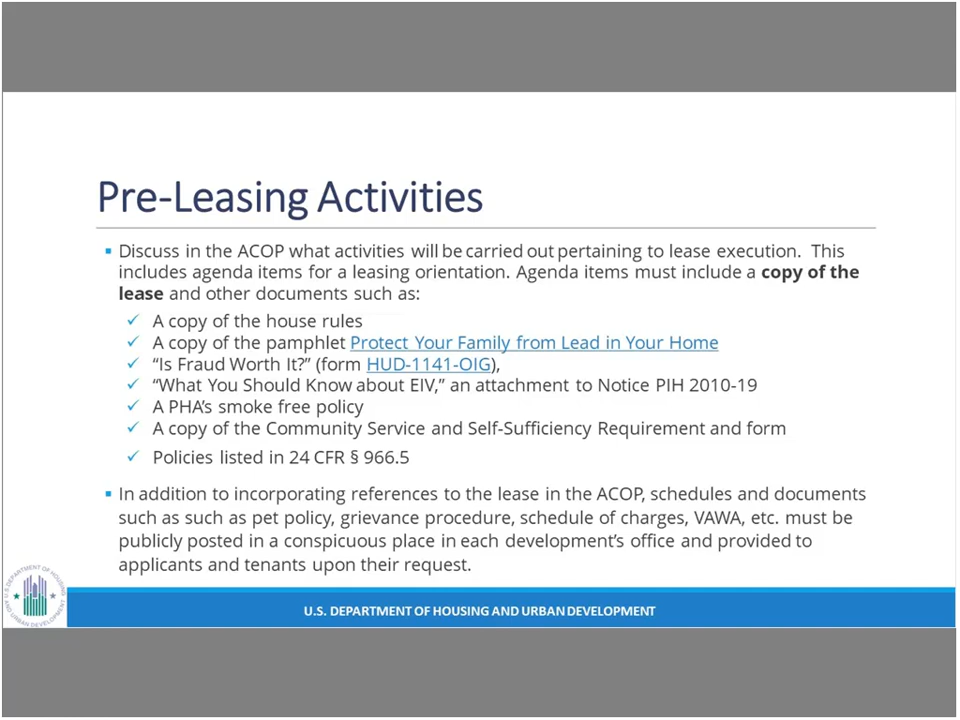 Pre-Leasing Activities
▪ Discuss in the ACOP what activities will be carried out pertaining to lease execution.  This
includes agenda items for a leasing orientation. Agenda items must include a copy of the
lease and other documents such as:
✓ A copy of the house rules
✓ A copy of the pamphlet Protect Your Family from Lead in Your Home
✓ “Is Fraud Worth It?” (form HUD-1141-OIG),
✓ “What You Should Know about EIV,” an attachment to Notice PIH 2010-19
✓ A PHA’s smoke free policy
✓ A copy of the Community Service and Self-Sufficiency Requirement and form
✓ Policies listed in 24 CFR § 966.5
▪ In addition to incorporating references to the lease in the ACOP, schedules and documents
such as such as pet policy, grievance procedure, schedule of charges, VAWA, etc. must be
publicly posted in a conspicuous place in each development’s office and provided to
applicants and tenants upon their request.
U.S. DEPARTMENT OF HOUSING AND URBAN DEVELOPMENT
U.S. DEPARTMENT OF HOUSING AND URBAN DEVELOPMENT